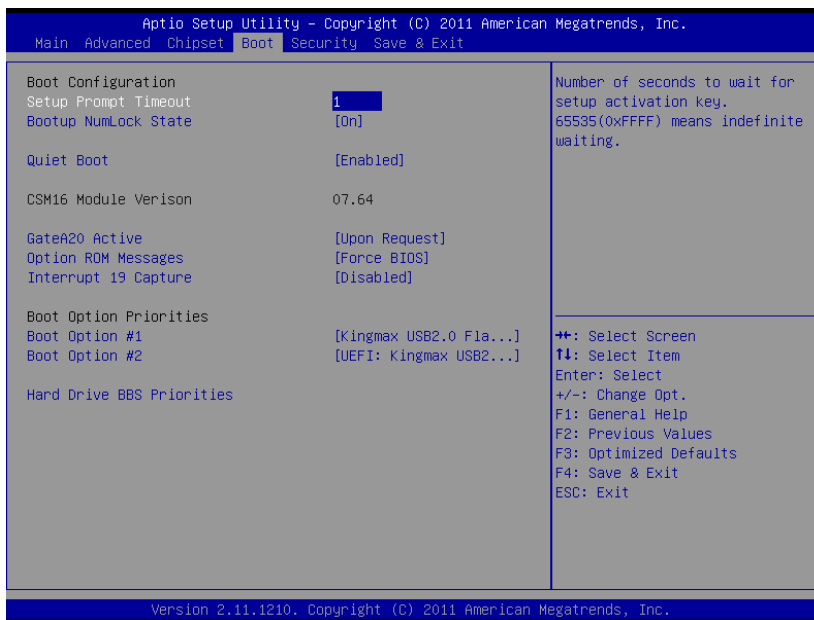 Aptio Setup Utility – Copyright (C) 2011 American Megatrends, Inc.
Main Advanced Chipset Boot Security Save & Exit
Boot Configuration
Setup Prompt Timeout 1
Bootup NumLock State [On]
Quiet Boot [Enabled]
CSM16 Module Verison 07.64
GateA20 Active [Upon Request]
Option ROM Messages [Force BIOS]
Interrupt 19 Capture [Disabled]
Boot Option Priorities
Boot Option #1 [Kingmax USB2.0 Fla...]
Boot Option #2 [UEFI: Kingmax USB2...]
Hard Drive BBS Priorities
Number of seconds to wait for
setup activation key.
65535(0xFFFF) means indefinite
waiting.
→←: Select Screen
↑↓: Select Item
Enter: Select
+/-: Change Opt.
F1: General Help
F2: Previous Values
F3: Optimized Defaults
F4: Save & Exit
ESC: Exit
Version 2.11.1210. Copyright (C) 2011 American Megatrends, Inc.